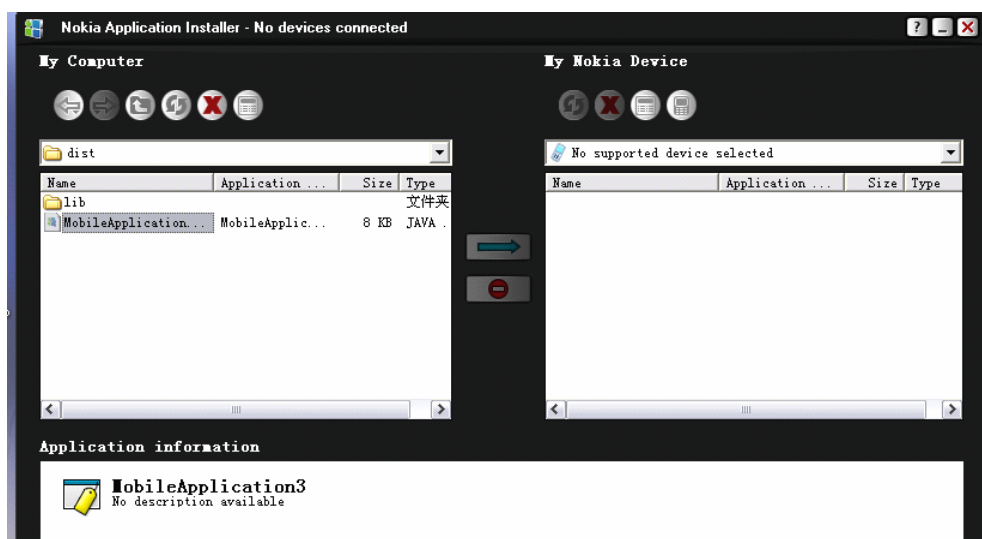 Nokia Application Installer - No devices connected
My Computer
My Nokia Device
dist
No supported device selected
Name Application ... Size Type
Name Application ... Size Type
lib 文件夹
MobileApplication... MobileApplic... 8 KB JAVA .
Application information
MobileApplication3
No description available